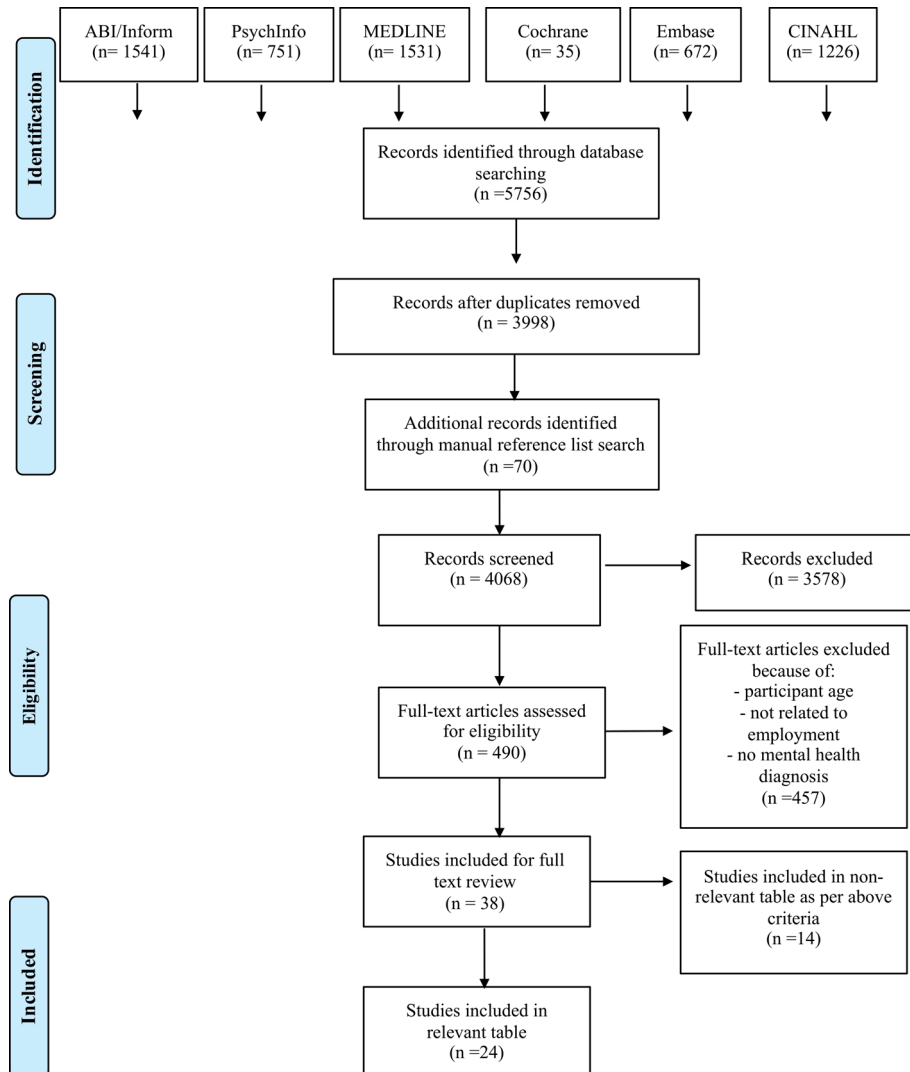 ABI/Inform
(n= 1541)
PsychInfo
(n= 751)
MEDLINE
(n= 1531)
Cochrane
(n= 35)
Embase
(n= 672)
CINAHL
(n= 1226)
Identification
Records identified through database
searching
(n =5756)
Screening
Records after duplicates removed
(n = 3998)
Additional records identified
through manual reference list search
(n =70)
Records screened
(n = 4068)
Records excluded
(n = 3578)
Eligibility
Full-text articles assessed
for eligibility
(n = 490)
Full-text articles excluded
because of:
- participant age
- not related to
employment
- no mental health
diagnosis
(n =457)
Studies included for full
text review
(n = 38)
Studies included in non-
relevant table as per above
criteria
(n =14)
Included
Studies included in
relevant table
(n =24)